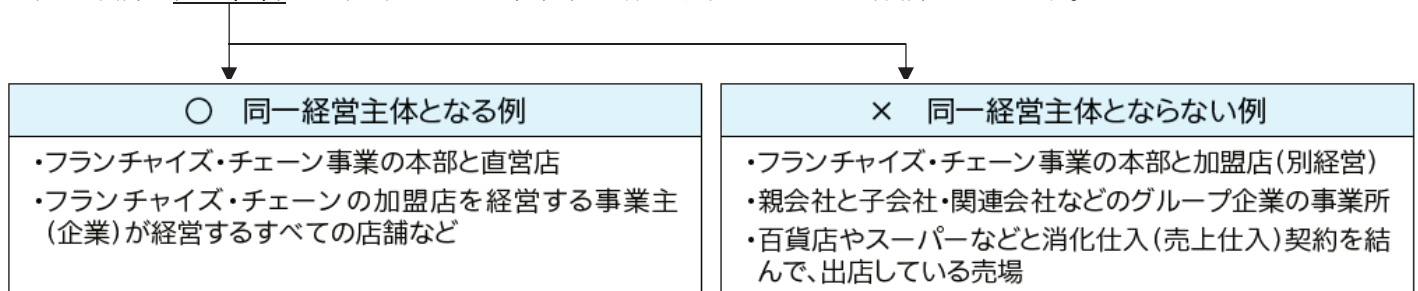 ○ 同一経営主体となる例
・フランチャイズ・チェーン事業の本部と直営店
・フランチャイズ・チェーンの加盟店を経営する事業主
(企業)が経営するすべての店舗など
× 同一経営主体とならない例
・フランチャイズ・チェーン事業の本部と加盟店(別経営)
・親会社と子会社・関連会社などのグループ企業の事業所
・百貨店やスーパーなどと消化仕入(売上仕入)契約を結
んで、出店している売場